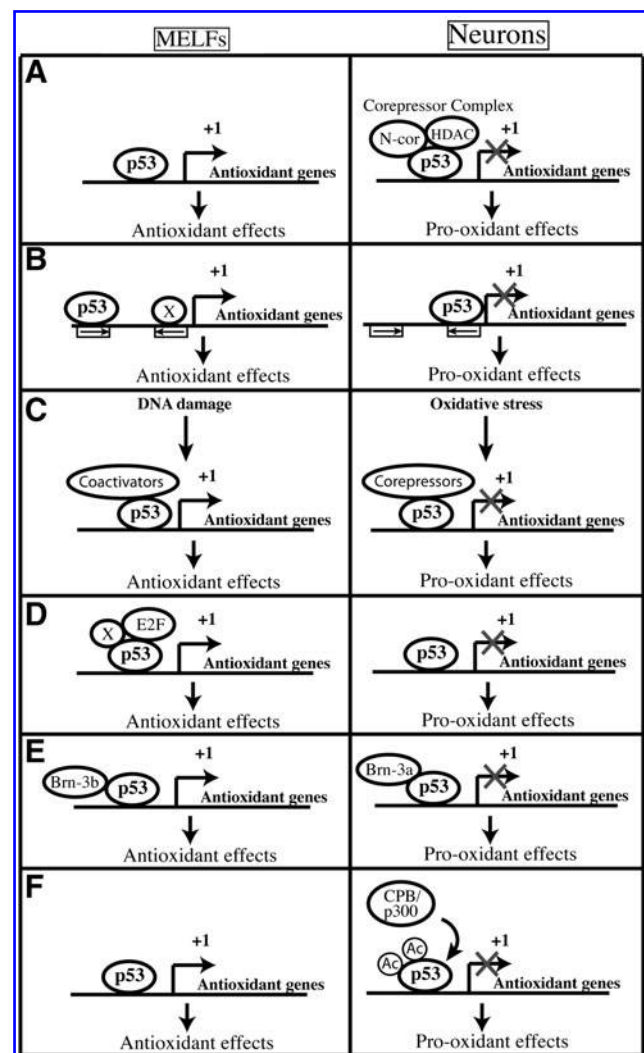 MELFs
Neurons
A
+1
p53
Antioxidant genes
Antioxidant effects
Corepressor Complex
+1
N-cor
HDAC
p53
Antioxidant genes
Pro-oxidant effects
B
+1
p53
X
Antioxidant genes
Antioxidant effects
+1
p53
Antioxidant genes
Pro-oxidant effects
C
DNA damage
Coactivators
+1
p53
Antioxidant genes
Antioxidant effects
Oxidative stress
Corepressors
+1
p53
Antioxidant genes
Pro-oxidant effects
D
X
E2F
+1
p53
Antioxidant genes
Antioxidant effects
+1
p53
Antioxidant genes
Pro-oxidant effects
E
+1
Brn-3b
p53
Antioxidant genes
Antioxidant effects
+1
Brn-3a
p53
Antioxidant genes
Pro-oxidant effects
F
+1
p53
Antioxidant genes
Antioxidant effects
CPB/
p300
Ac
Ac
+1
p53
Antioxidant genes
Pro-oxidant effects